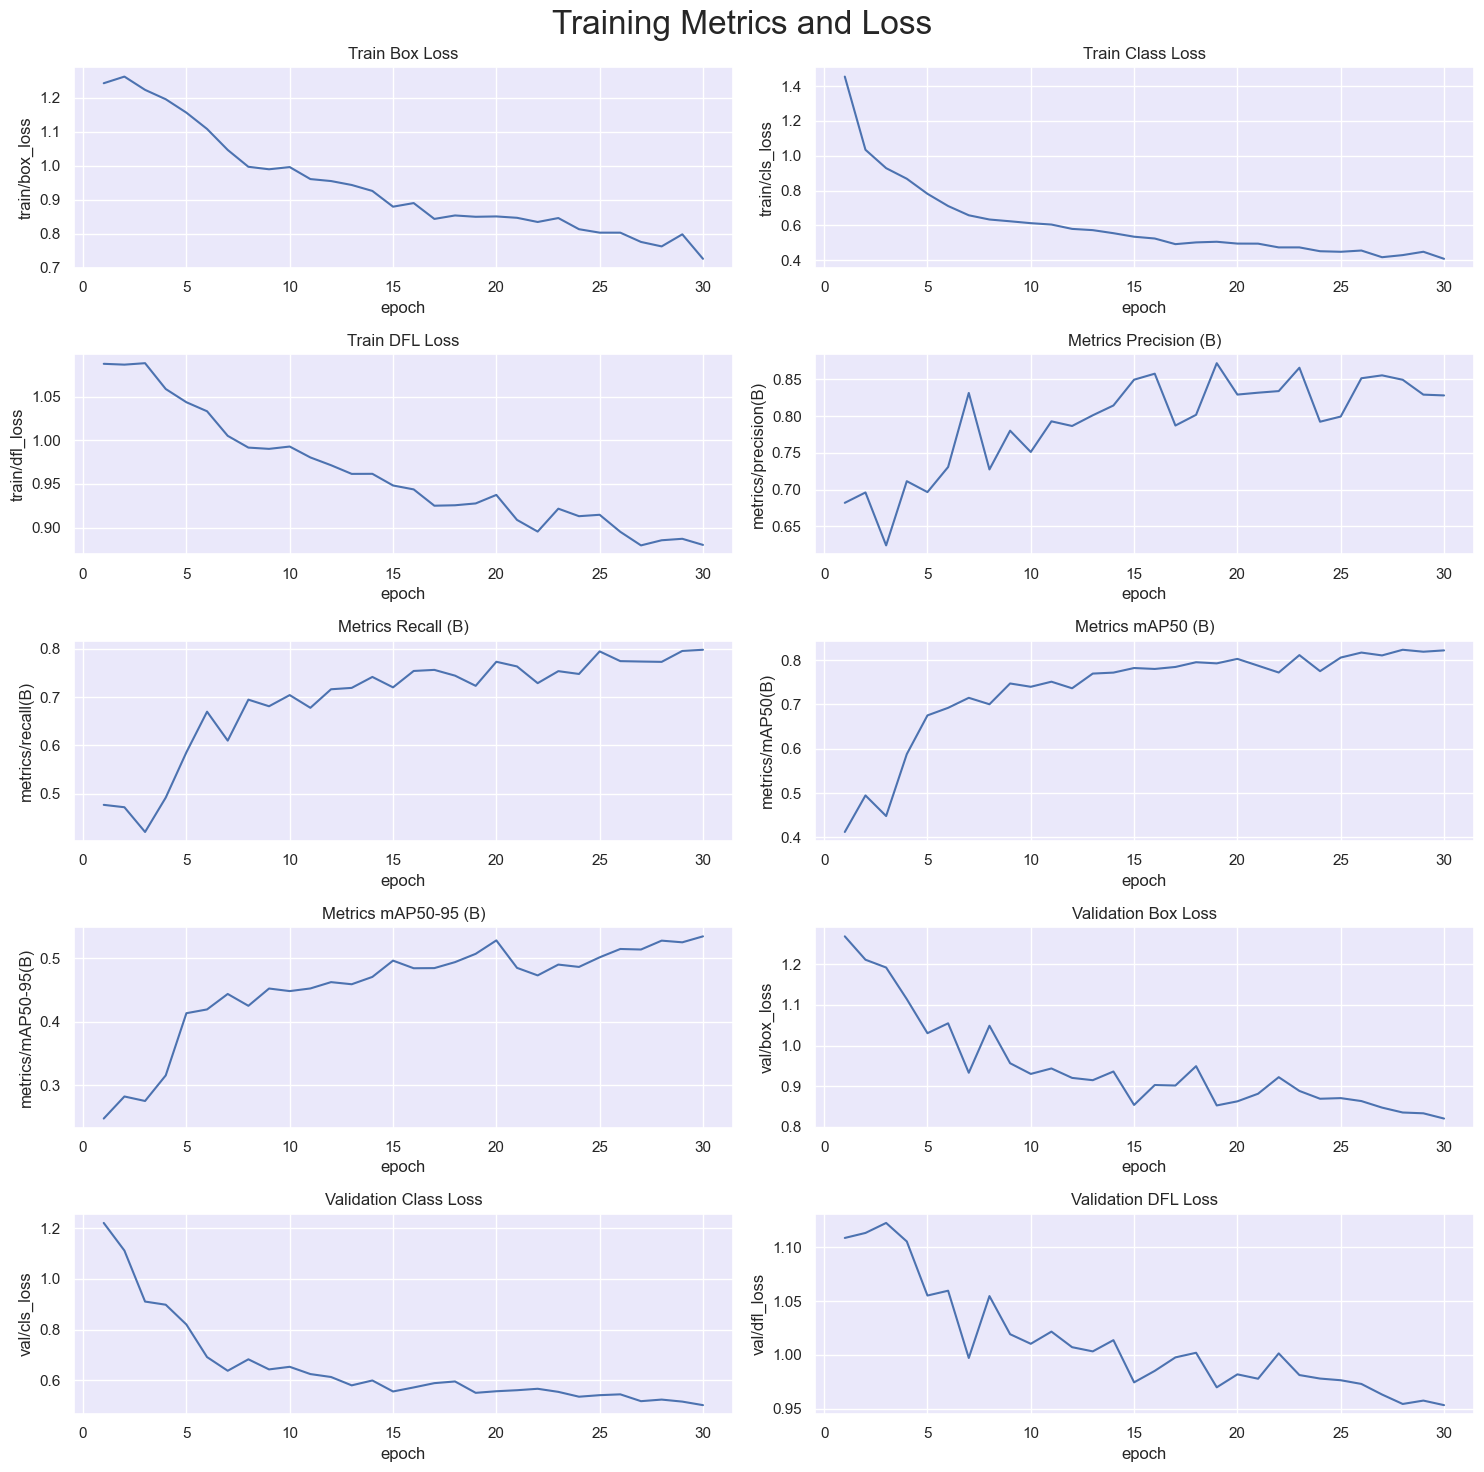 Training Metrics and Loss
Train Box Loss
train/box_loss
1.2
1.1
1.0
0.9
0.8
0.7
0 5 10 15 20 25 30
epoch
Train Class Loss
train/cls_loss
1.4
1.2
1.0
0.8
0.6
0.4
0 5 10 15 20 25 30
epoch
Train DFL Loss
train/dfl_loss
1.05
1.00
0.95
0.90
0 5 10 15 20 25 30
epoch
Metrics Precision (B)
metrics/precision(B)
0.85
0.80
0.75
0.70
0.65
0 5 10 15 20 25 30
epoch
Metrics Recall (B)
metrics/recall(B)
0.8
0.7
0.6
0.5
0 5 10 15 20 25 30
epoch
Metrics mAP50 (B)
metrics/mAP50(B)
0.8
0.7
0.6
0.5
0.4
0 5 10 15 20 25 30
epoch
Metrics mAP50-95 (B)
metrics/mAP50-95(B)
0.5
0.4
0.3
0 5 10 15 20 25 30
epoch
Validation Box Loss
val/box_loss
1.2
1.1
1.0
0.9
0.8
0 5 10 15 20 25 30
epoch
Validation Class Loss
val/cls_loss
1.2
1.0
0.8
0.6
0 5 10 15 20 25 30
epoch
Validation DFL Loss
val/dfl_loss
1.10
1.05
1.00
0.95
0 5 10 15 20 25 30
epoch